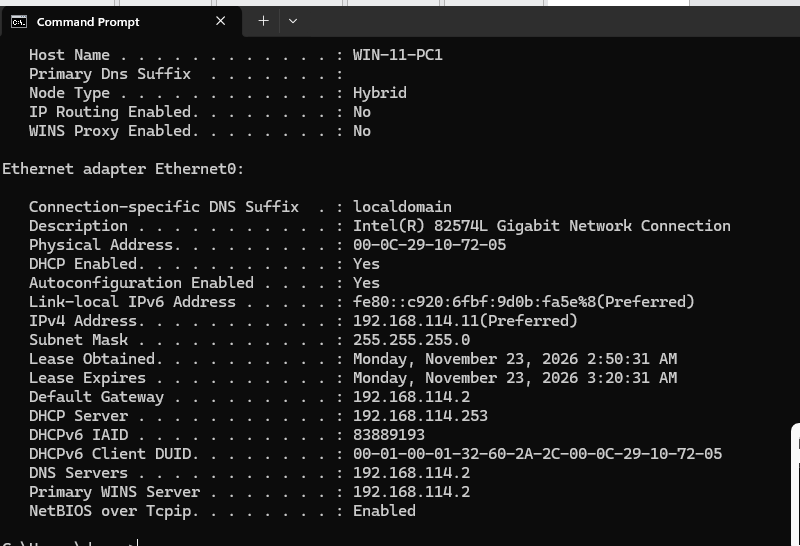 Command Prompt
Host Name . . . . . . . . . . . . : WIN-11-PC1
Primary Dns Suffix  . . . . . . . :
Node Type . . . . . . . . . . . . : Hybrid
IP Routing Enabled. . . . . . . . : No
WINS Proxy Enabled. . . . . . . . : No
Ethernet adapter Ethernet0:
Connection-specific DNS Suffix  . : localdomain
Description . . . . . . . . . . . : Intel(R) 82574L Gigabit Network Connection
Physical Address. . . . . . . . . : 00-0C-29-10-72-05
DHCP Enabled. . . . . . . . . . . : Yes
Autoconfiguration Enabled . . . . : Yes
Link-local IPv6 Address . . . . . : fe80::c920:6fbf:9d0b:fa5e%8(Preferred)
IPv4 Address. . . . . . . . . . . : 192.168.114.11(Preferred)
Subnet Mask . . . . . . . . . . . : 255.255.255.0
Lease Obtained. . . . . . . . . . : Monday, November 23, 2026 2:50:31 AM
Lease Expires . . . . . . . . . . : Monday, November 23, 2026 3:20:31 AM
Default Gateway . . . . . . . . . : 192.168.114.2
DHCP Server . . . . . . . . . . . : 192.168.114.253
DHCPv6 IAID . . . . . . . . . . . : 83889193
DHCPv6 Client DUID. . . . . . . . : 00-01-00-01-32-60-2A-2C-00-0C-29-10-72-05
DNS Servers . . . . . . . . . . . : 192.168.114.2
Primary WINS Server . . . . . . . : 192.168.114.2
NetBIOS over Tcpip. . . . . . . . : Enabled